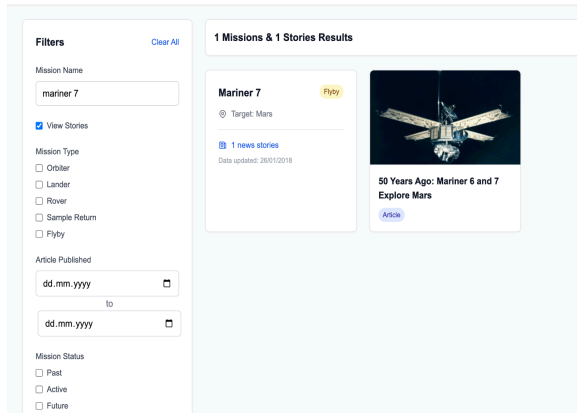 Filters
Clear All
Mission Name
mariner 7
View Stories
Mission Type
Orbiter
Lander
Rover
Sample Return
Flyby
Article Published
dd.mm.yyyy
to
dd.mm.yyyy
Mission Status
Past
Active
Future
1 Missions & 1 Stories Results
Mariner 7
Flyby
Target: Mars
1 news stories
Data updated: 26/01/2018
50 Years Ago: Mariner 6 and 7
Explore Mars
Article